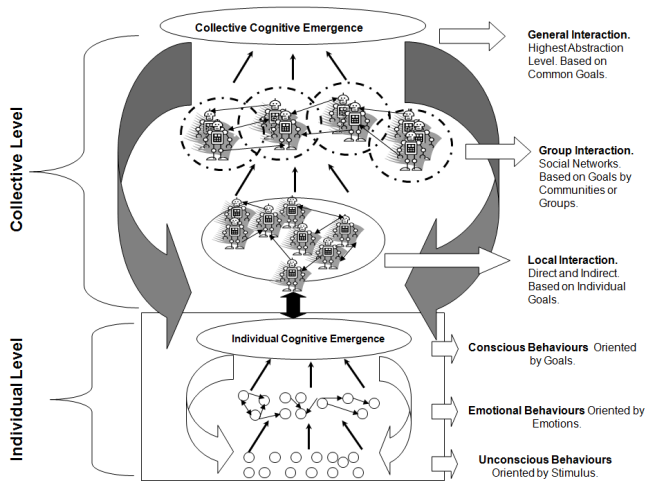 Collective Cognitive Emergence
General Interaction.
Highest Abstraction
Level. Based on
Common Goals.
Collective Level
Group Interaction.
Social Networks.
Based on Goals by
Communities or
Groups.
Local Interaction.
Direct and Indirect.
Based on Individual
Goals.
Individual Level
Individual Cognitive Emergence
Conscious Behaviours Oriented
by Goals.
Emotional Behaviours Oriented by
Emotions.
Unconscious Behaviours
Oriented by Stimulus.